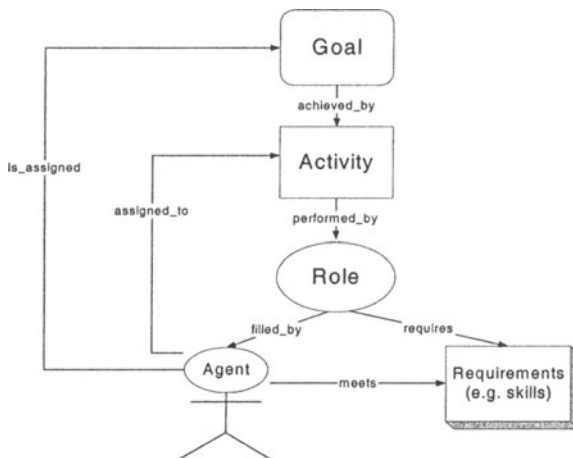 Goal
achieved_by
Is_assigned
Activity
assigned_to
performed_by
Role
filled_by
requires
Agent
meets
Requirements
(e.g. skills)